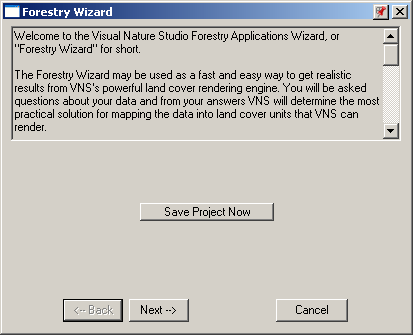 Forestry Wizard
Welcome to the Visual Nature Studio Forestry Applications Wizard, or
"Forestry Wizard" for short.
The Forestry Wizard may be used as a fast and easy way to get realistic
results from VNS's powerful land cover rendering engine. You will be asked
questions about your data and from your answers VNS will determine the most
practical solution for mapping the data into land cover units that VNS can
render.
Save Project Now
<-- Back
Next -->
Cancel